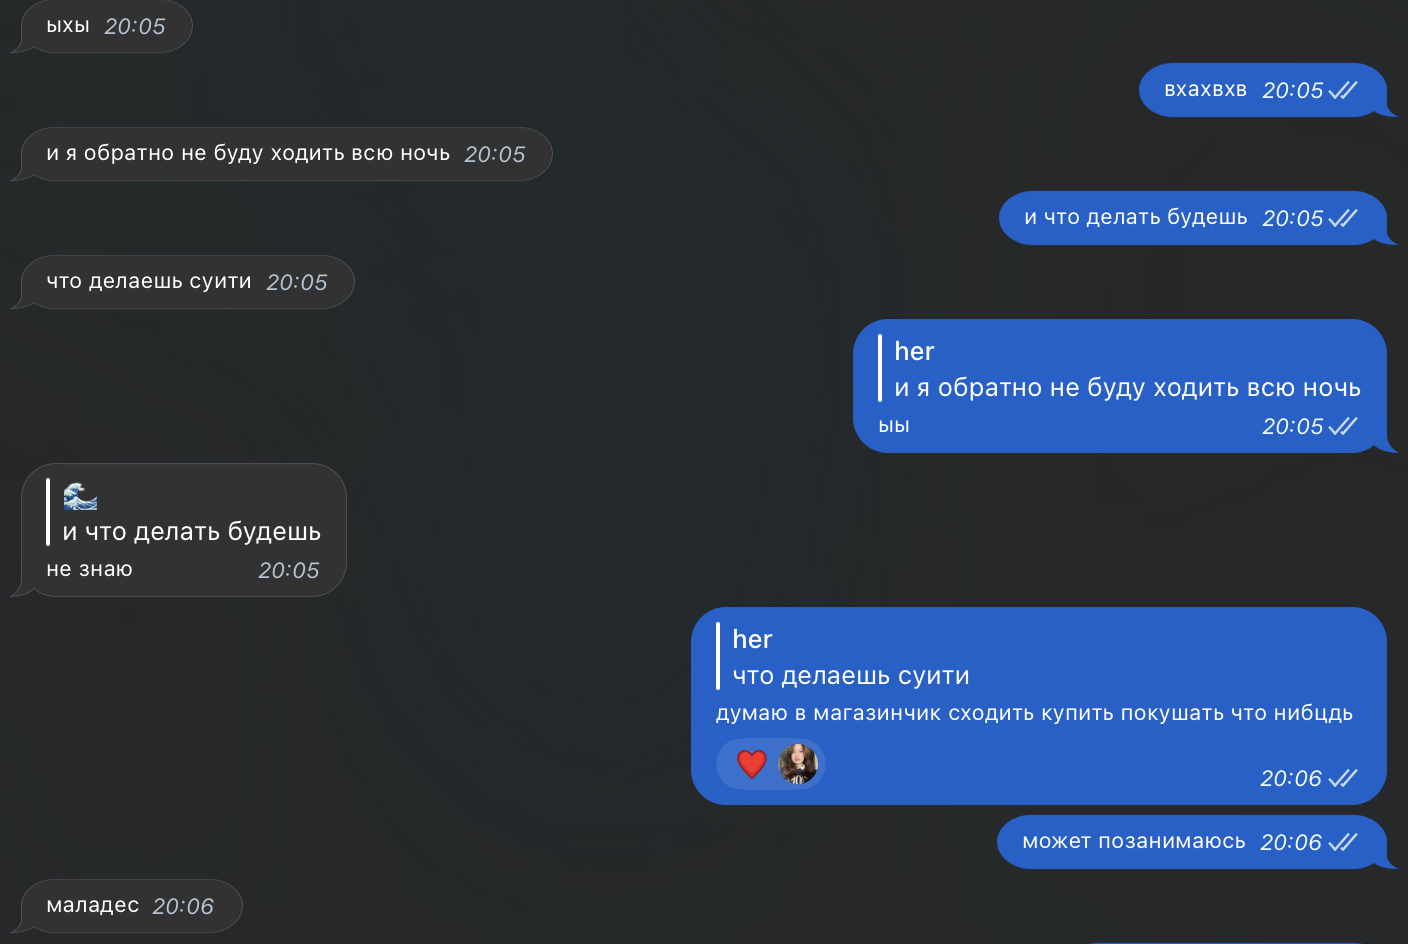 ыхы 20:05
вхахвхв 20:05
и я обратно не буду ходить всю ночь 20:05
и что делать будешь 20:05
что делаешь суити 20:05
her
и я обратно не буду ходить всю ночь
ыы 20:05
🌊
и что делать будешь
не знаю 20:05
her
что делаешь суити
думаю в магазинчик сходить купить покушать что нибцдь
❤️ 20:06
может позанимаюсь 20:06
маладес 20:06